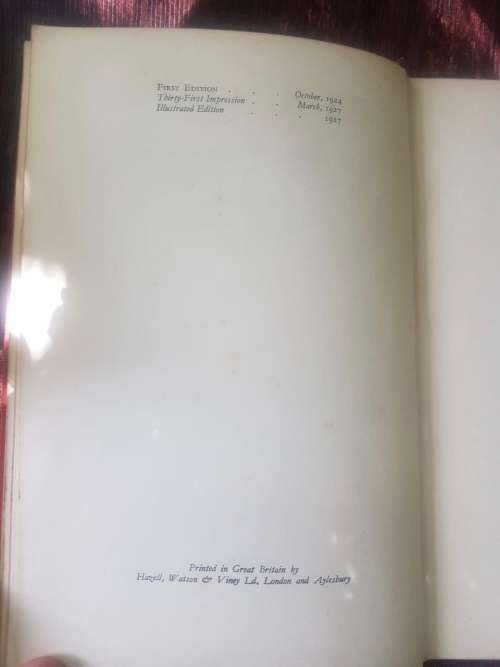 FIRST EDITION . . . October, 1924
Thirty-First Impression . . March, 1927
Illustrated Edition . . . 1927
Printed in Great Britain by
Hazell, Watson & Viney Ld, London and Aylesbury